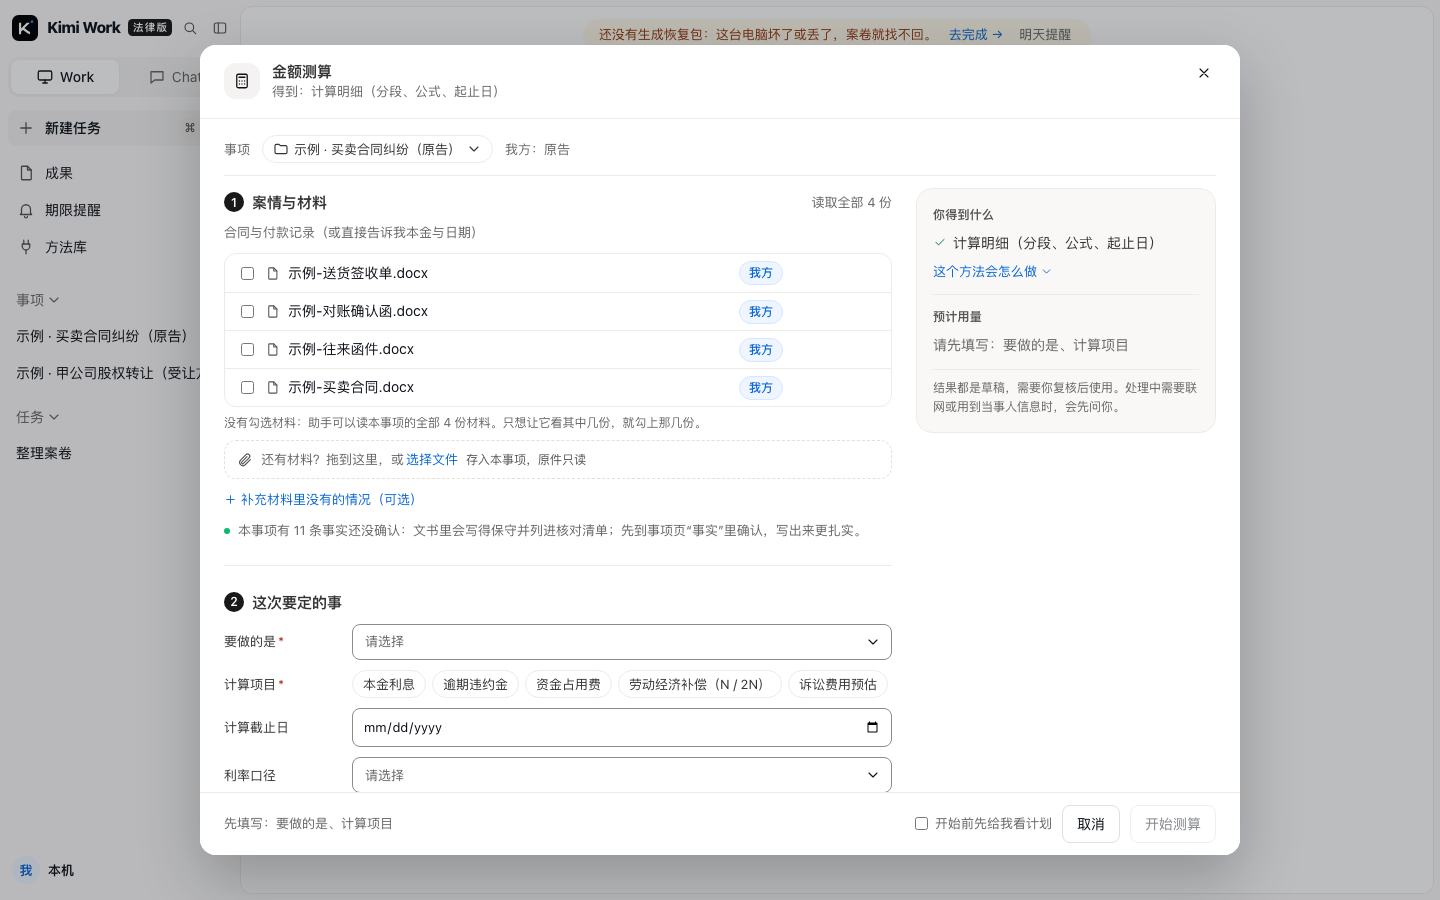 Kimi Work 法律版
还没有生成恢复包：这台电脑坏了或丢了，案卷就找不回。 去完成 → 明天提醒
Work
Chat
新建任务 ⌘
成果
期限提醒
方法库
事项
示例 · 买卖合同纠纷（原告）
示例 · 甲公司股权转让（受让
任务
整理案卷
我 本机
金额测算
得到：计算明细（分段、公式、起止日）
事项 示例 · 买卖合同纠纷（原告） 我方：原告
1 案情与材料 读取全部 4 份
合同与付款记录（或直接告诉我本金与日期）
示例-送货签收单.docx 我方
示例-对账确认函.docx 我方
示例-往来函件.docx 我方
示例-买卖合同.docx 我方
没有勾选材料：助手可以读本事项的全部 4 份材料。只想让它看其中几份，就勾上那几份。
还有材料？拖到这里，或 选择文件 存入本事项，原件只读
+ 补充材料里没有的情况（可选）
本事项有 11 条事实还没确认：文书里会写得保守并列进核对清单；先到事项页“事实”里确认，写出来更扎实。
2 这次要定的事
要做的是* 请选择
计算项目* 本金利息 逾期违约金 资金占用费 劳动经济补偿（N / 2N） 诉讼费用预估
计算截止日 mm/dd/yyyy
利率口径 请选择
你得到什么
计算明细（分段、公式、起止日）
这个方法会怎么做
预计用量
请先填写：要做的是、计算项目
结果都是草稿，需要你复核后使用。处理中需要联
网或用到当事人信息时，会先问你。
先填写：要做的是、计算项目
开始前先给我看计划 取消 开始测算